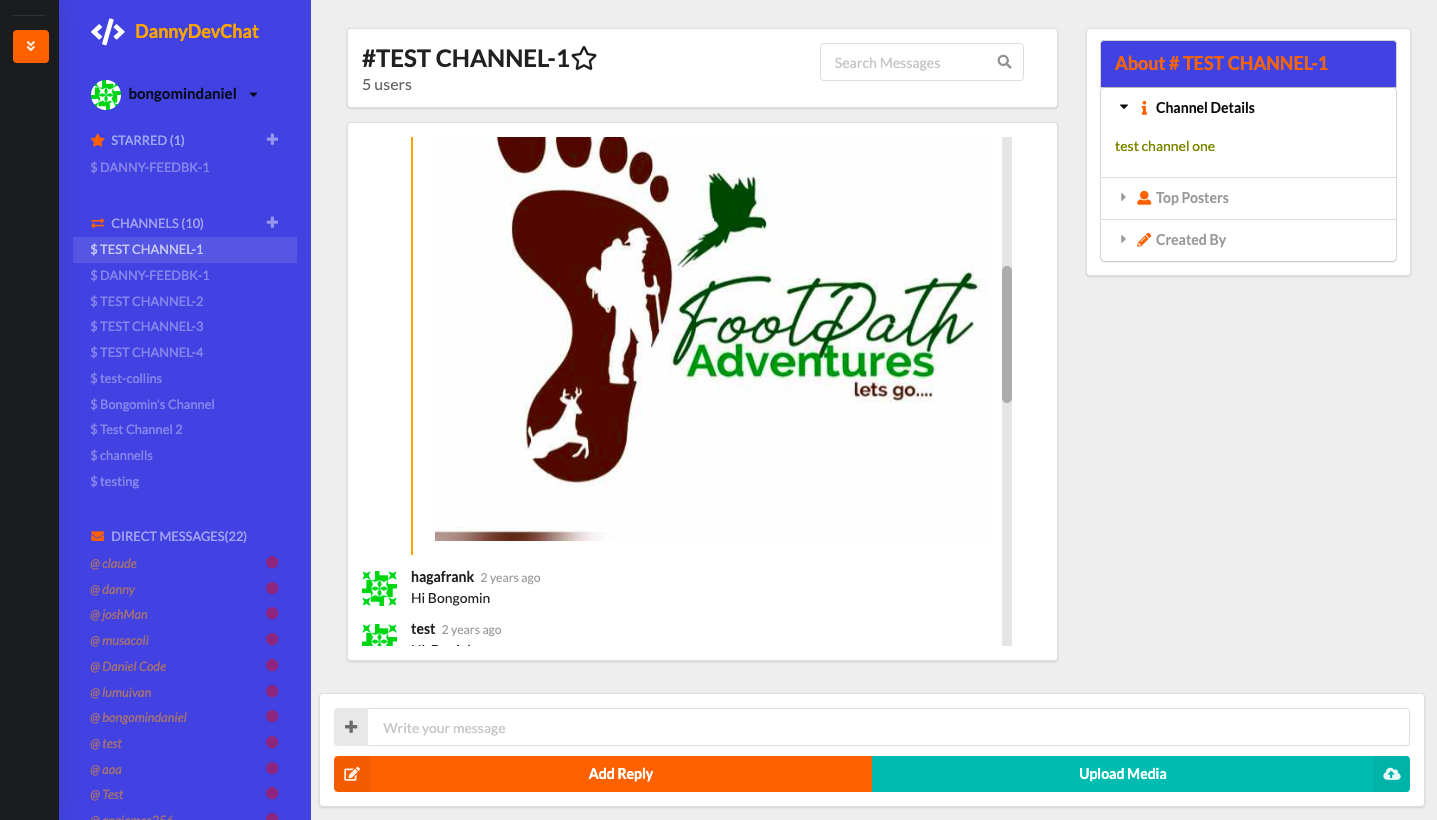 DannyDevChat
bongomindaniel
STARRED (1)
$ DANNY-FEEDBK-1
CHANNELS (10)
$ TEST CHANNEL-1
$ DANNY-FEEDBK-1
$ TEST CHANNEL-2
$ TEST CHANNEL-3
$ TEST CHANNEL-4
$ test-collins
$ Bongomin's Channel
$ Test Channel 2
$ channells
$ testing
DIRECT MESSAGES(22)
@ claude
@ danny
@ joshMan
@ musacoli
@ Daniel Code
@ lumuivan
@ bongomindaniel
@ test
@ aaa
@ Test
#TEST CHANNEL-1
5 users
Search Messages
FootPath
Adventures
lets go....
hagafrank 2 years ago
Hi Bongomin
test 2 years ago
Write your message
Add Reply
Upload Media
About # TEST CHANNEL-1
Channel Details
test channel one
Top Posters
Created By